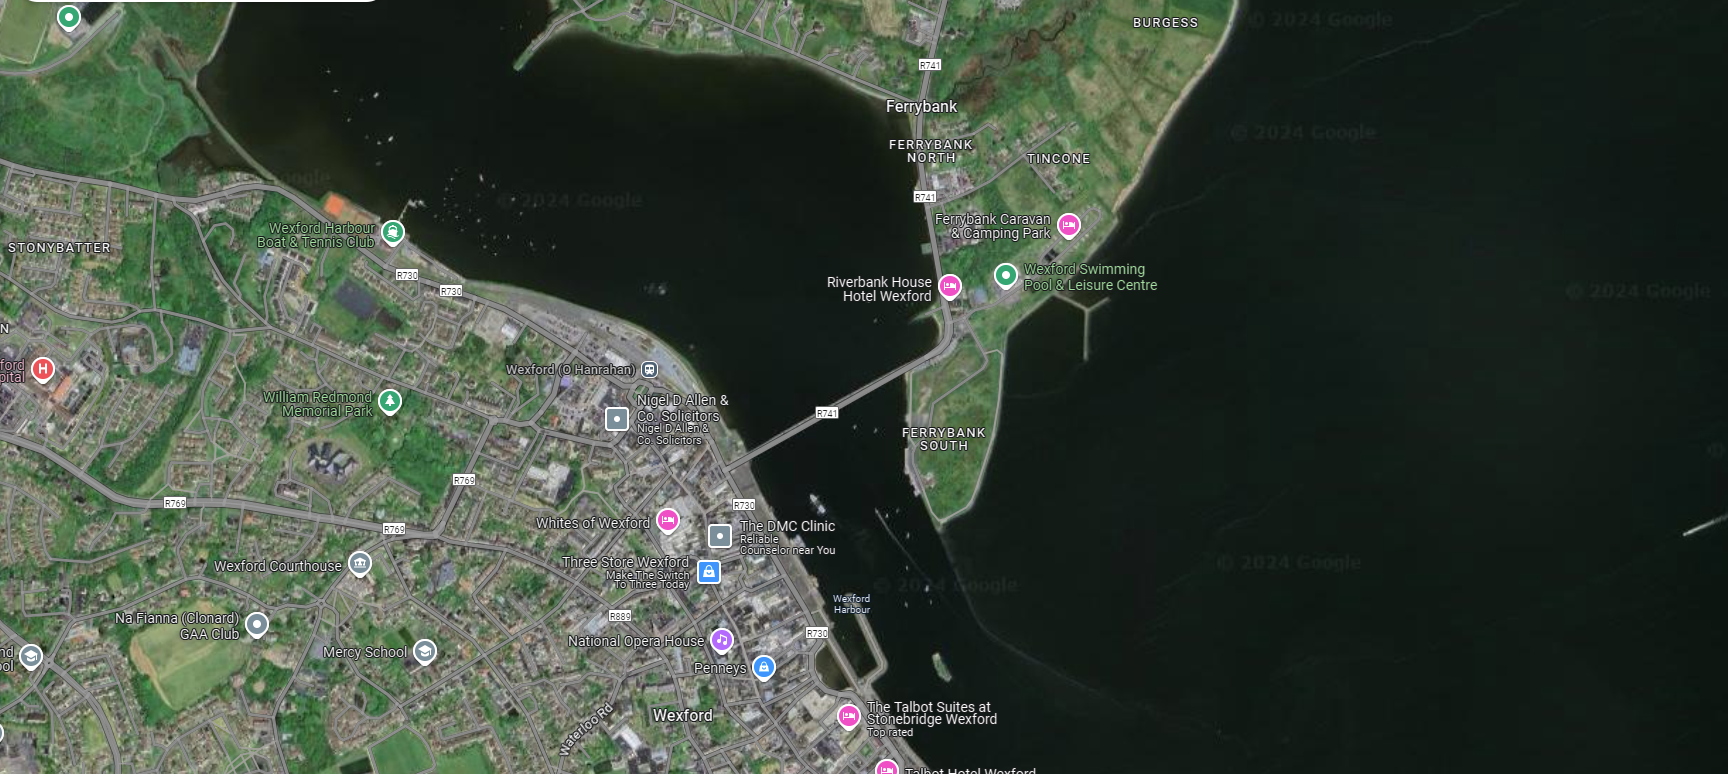 © 2024 Google
BURGESS
R741
Ferrybank
© 2024 Google
FERRYBANK
NORTH
TINCONE
© 2024 Google
R741
Wexford Harbour
Boat & Tennis Club
STONYBATTER
Ferrybank Caravan
& Camping Park
R730
R730
Riverbank House
Hotel Wexford
Wexford Swimming
Pool & Leisure Centre
© 2024 Google
N
ford
pital
H
Wexford (O Hanrahan)
William Redmond
Memorial Park
Nigel D Allen &
Co. Solicitors
Nigel D Allen &
Co. Solicitors
R741
FERRYBANK
SOUTH
R769
R769
R769
R730
Whites of Wexford
The DMC Clinic
Reliable
Counselor near You
Wexford Courthouse
Three Store Wexford
Make The Switch
To Three Today
© 2024 Google
© 2024 Google
Wexford
Harbour
Na Fianna (Clonard)
GAA Club
R889
R730
National Opera House
Mercy School
nd
ool
Penneys
Waterloo Rd
Wexford
The Talbot Suites at
Stonebridge Wexford
Top rated
Talbot Hotel Wexford